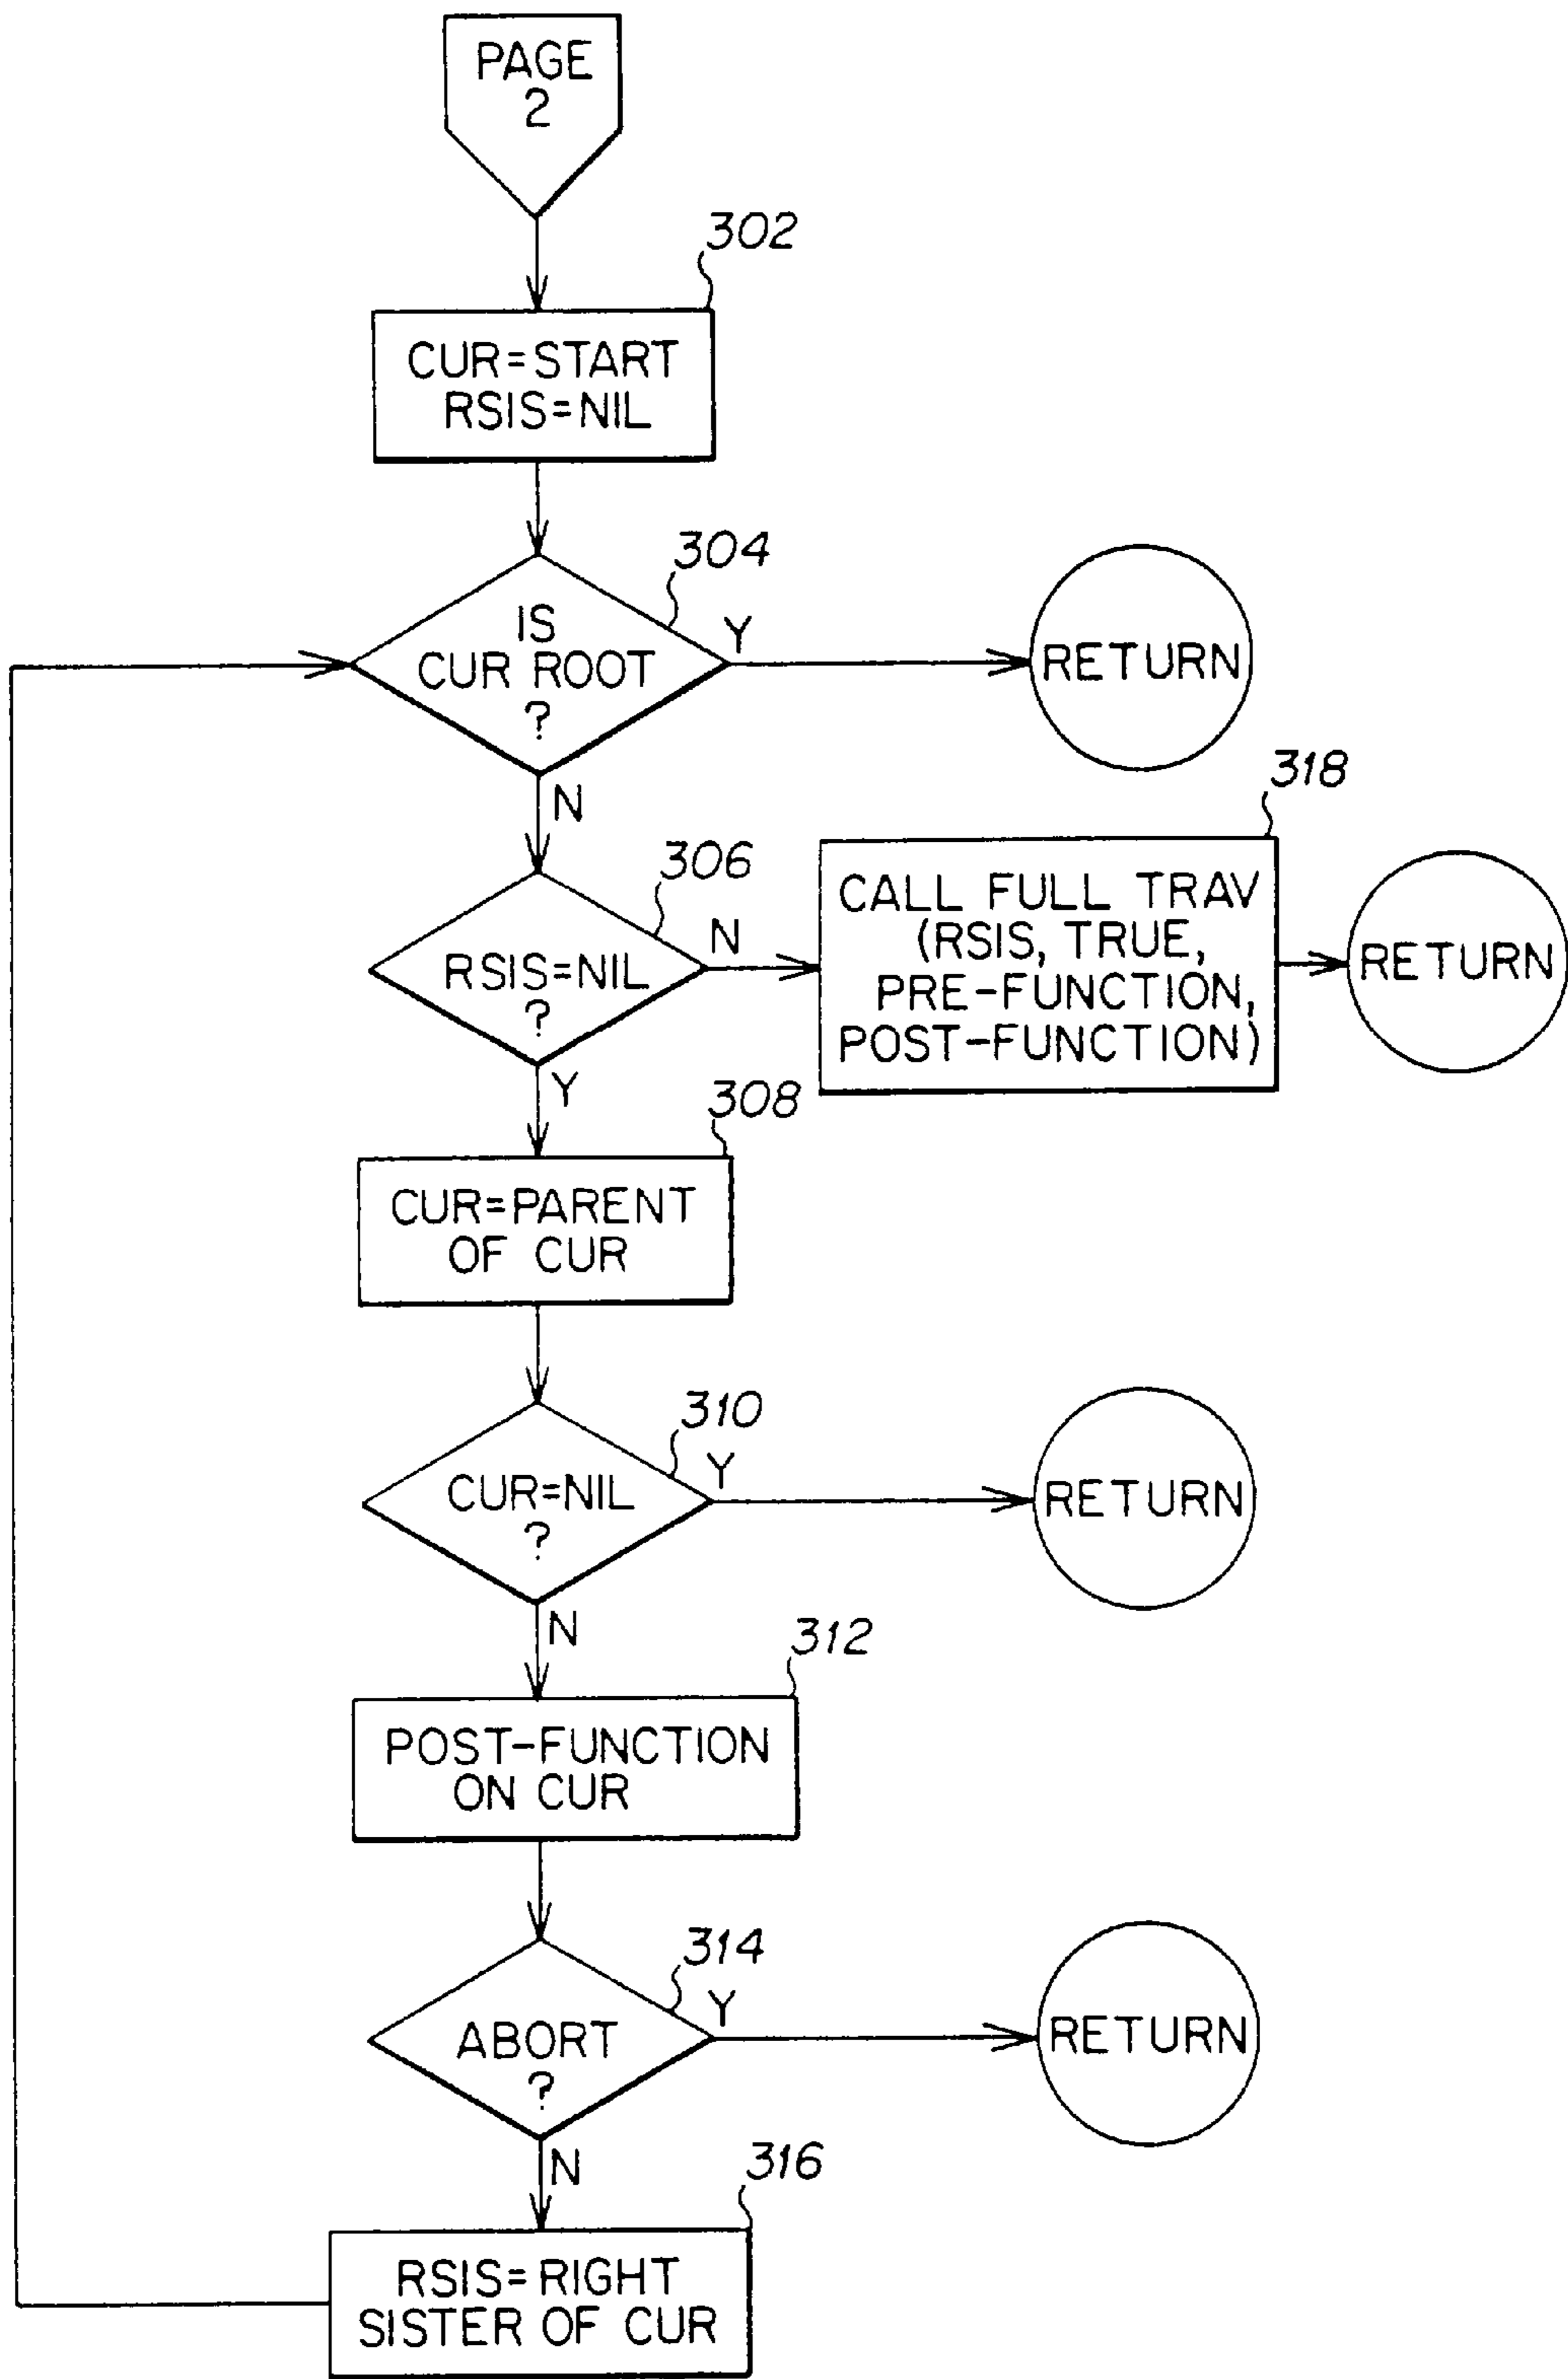 PAGE
2
302
CUR=START
RSIS=NIL
304
IS
CUR ROOT
?
Y
RETURN
N
318
306
RSIS=NIL
?
N
CALL FULL TRAV
(RSIS, TRUE,
PRE-FUNCTION,
POST-FUNCTION)
RETURN
Y
308
CUR=PARENT
OF CUR
310
CUR=NIL
?
Y
RETURN
N
312
POST-FUNCTION
ON CUR
314
ABORT
?
Y
RETURN
N
316
RSIS=RIGHT
SISTER OF CUR